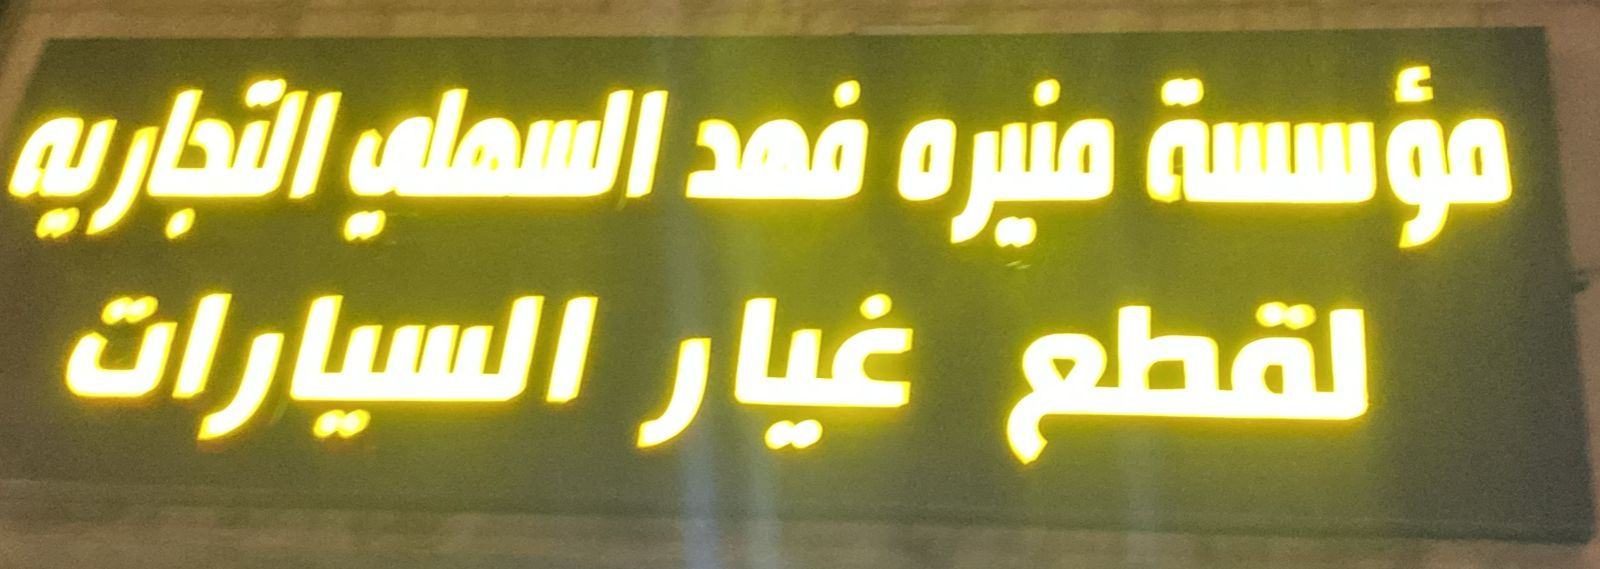 مؤسسة منيره فهد السهلي التجاريه
لقطع غيار السيارات